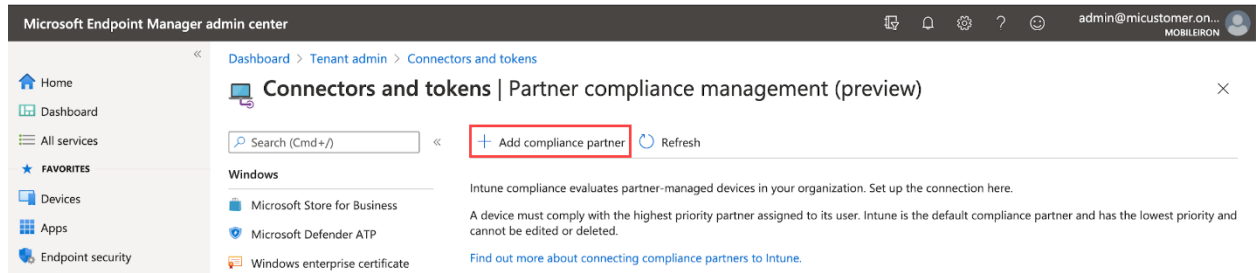 Microsoft Endpoint Manager admin center
admin@micustomer.on...
MOBILEIRON
Home
Dashboard
All services
FAVORITES
Devices
Apps
Endpoint security
Dashboard > Tenant admin > Connectors and tokens
Connectors and tokens | Partner compliance management (preview)
Search (Cmd+/)
Windows
Microsoft Store for Business
Microsoft Defender ATP
Windows enterprise certificate
Add compliance partner
Refresh
Intune compliance evaluates partner-managed devices in your organization. Set up the connection here.
A device must comply with the highest priority partner assigned to its user. Intune is the default compliance partner and has the lowest priority and
cannot be edited or deleted.
Find out more about connecting compliance partners to Intune.